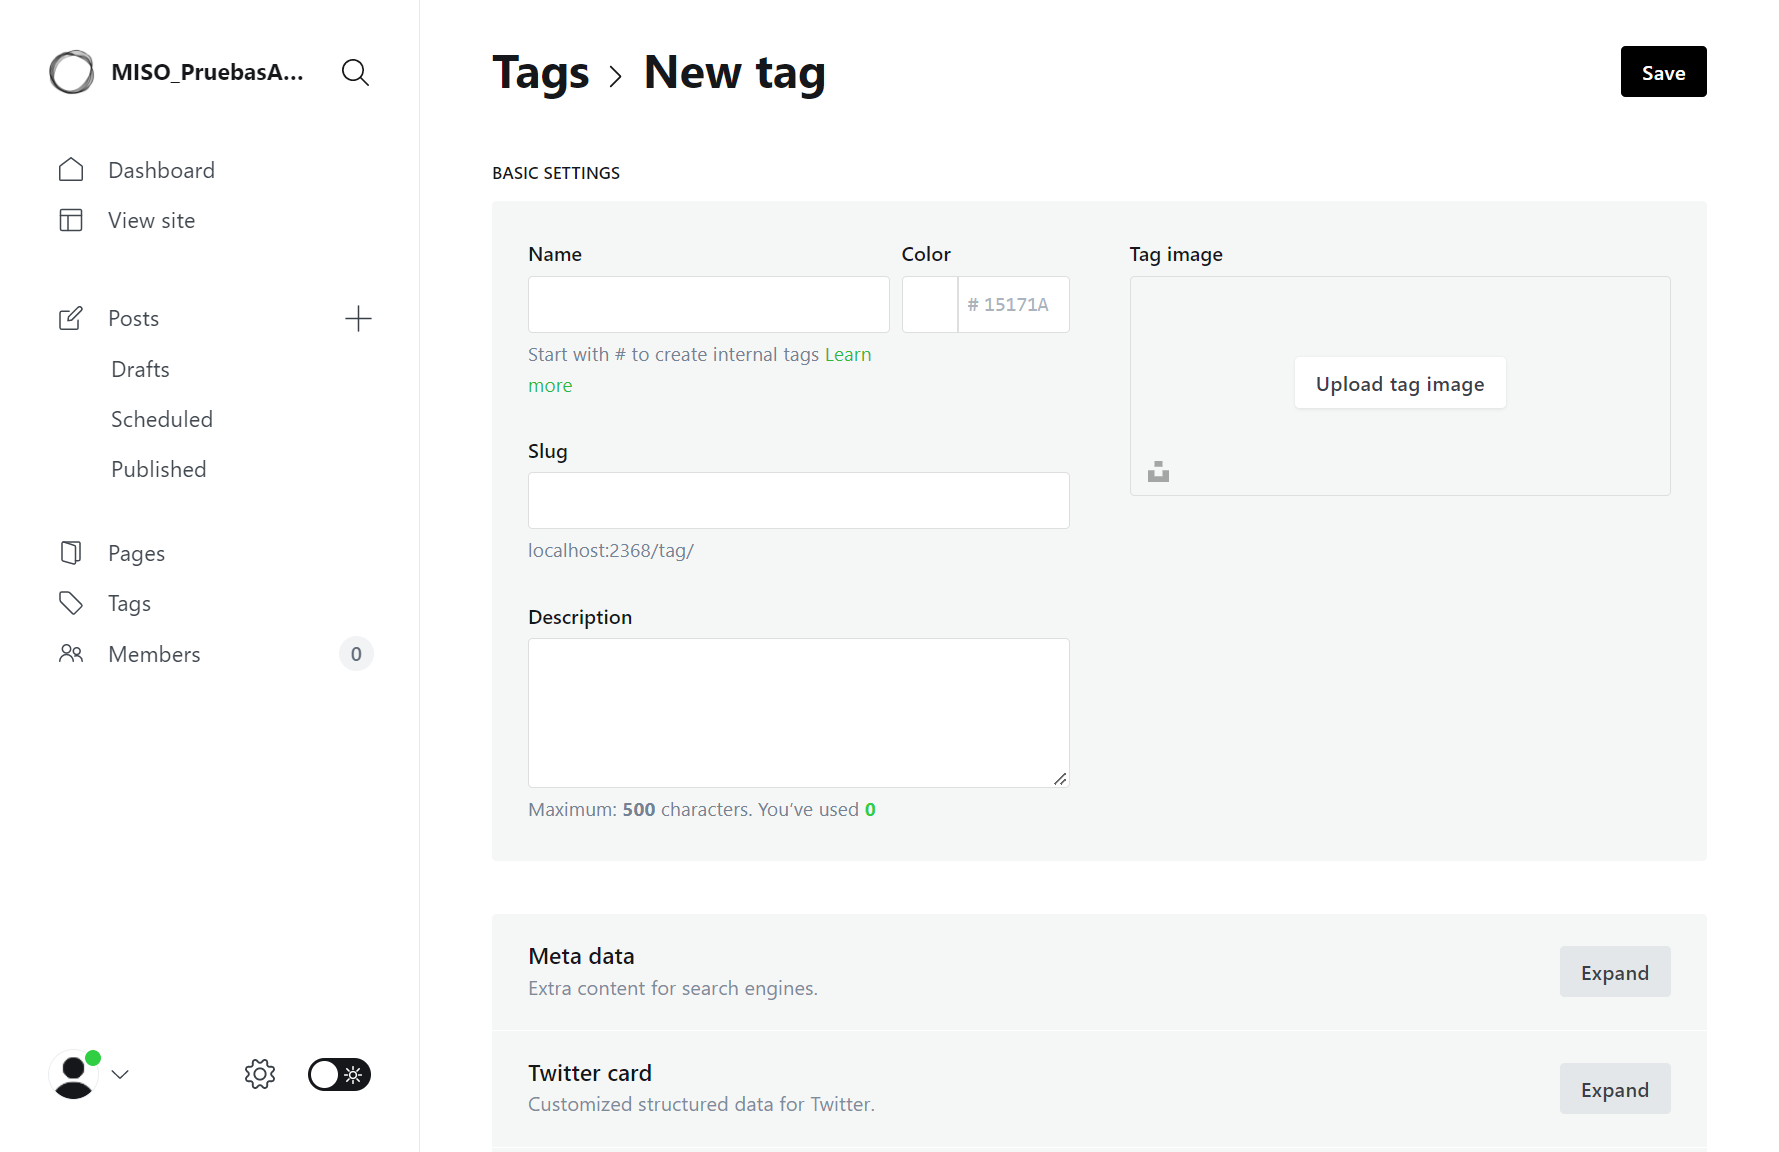 MISO_PruebasA...
Dashboard
View site
Posts
Drafts
Scheduled
Published
Pages
Tags
Members
0
Tags > New tag
Save
BASIC SETTINGS
Name
Color
# 15171A
Start with # to create internal tags Learn
more
Slug
localhost:2368/tag/
Description
Maximum: 500 characters. You’ve used 0
Tag image
Upload tag image
Meta data
Extra content for search engines.
Expand
Twitter card
Customized structured data for Twitter.
Expand